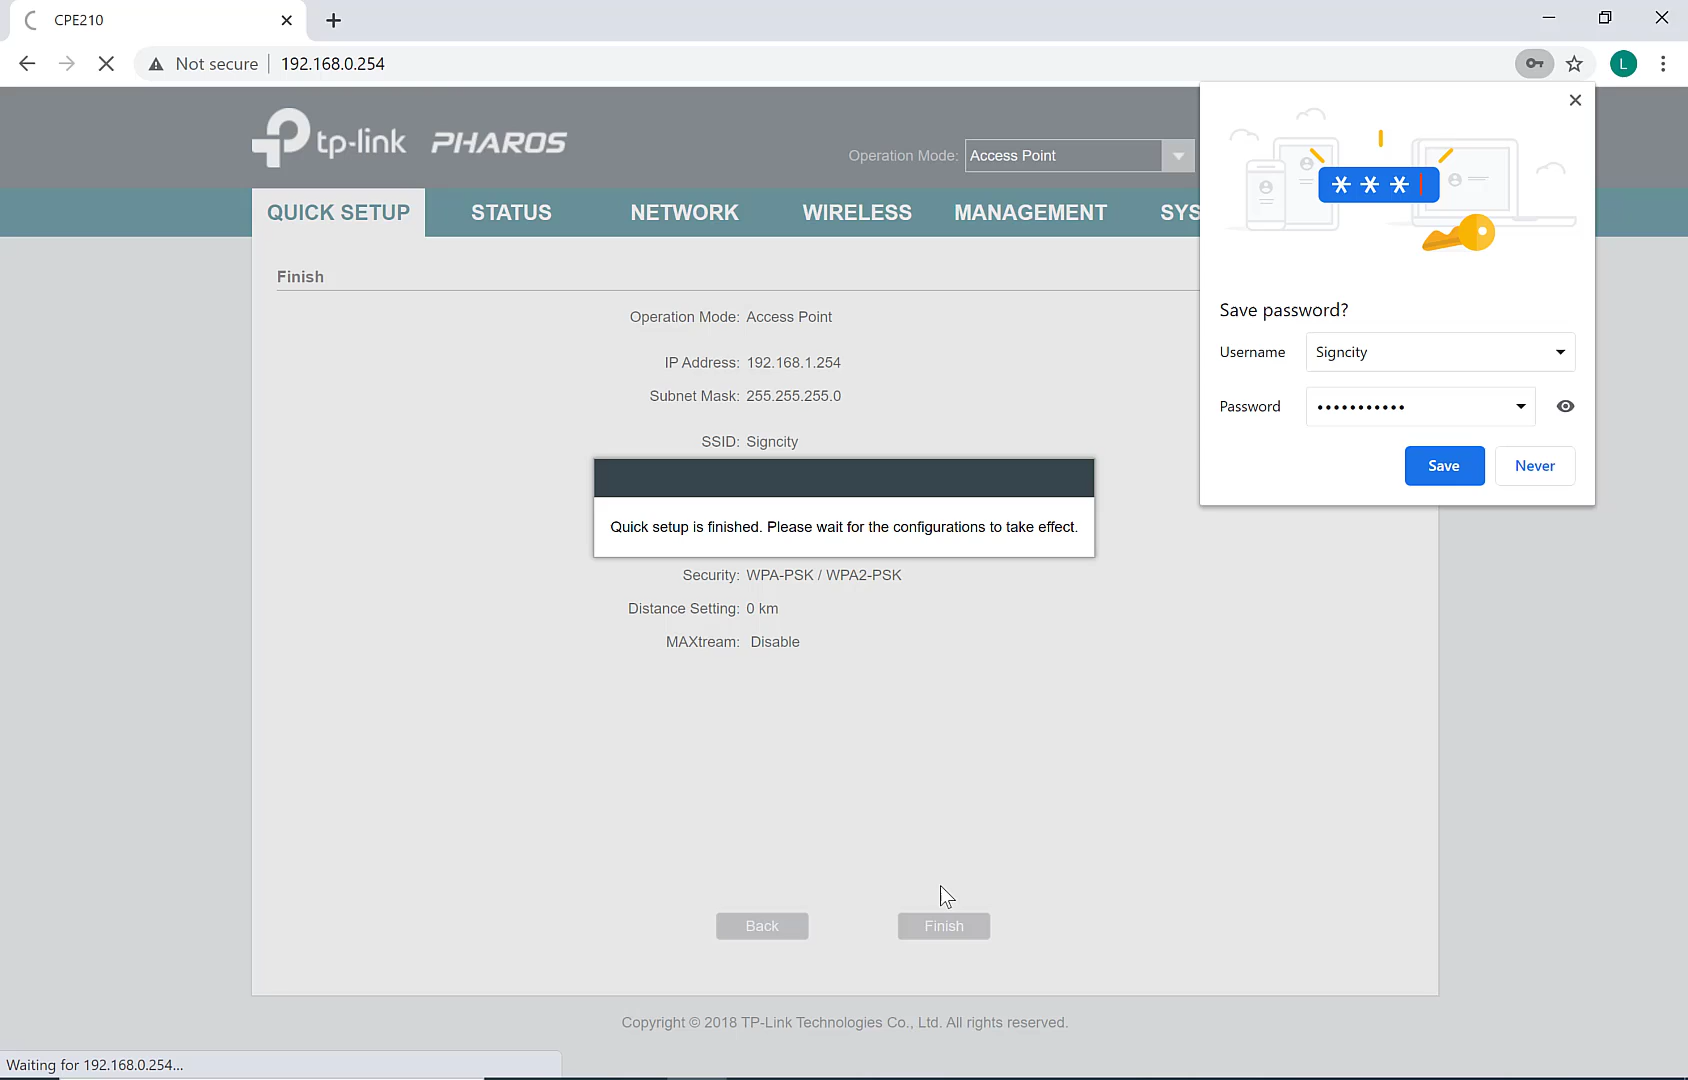 CPE210
Not secure
192.168.0.254
L
tp-link PHAROS
Operation Mode: Access Point
QUICK SETUP
STATUS
NETWORK
WIRELESS
MANAGEMENT
SYS
Finish
Operation Mode: Access Point
IP Address: 192.168.1.254
Subnet Mask: 255.255.255.0
SSID: Signcity
Quick setup is finished. Please wait for the configurations to take effect.
Security: WPA-PSK / WPA2-PSK
Distance Setting: 0 km
MAXtream: Disable
Back
Finish
Copyright © 2018 TP-Link Technologies Co., Ltd. All rights reserved.
Waiting for 192.168.0.254...
* * *
Save password?
Username Signcity
Password •••••••••••
Save
Never